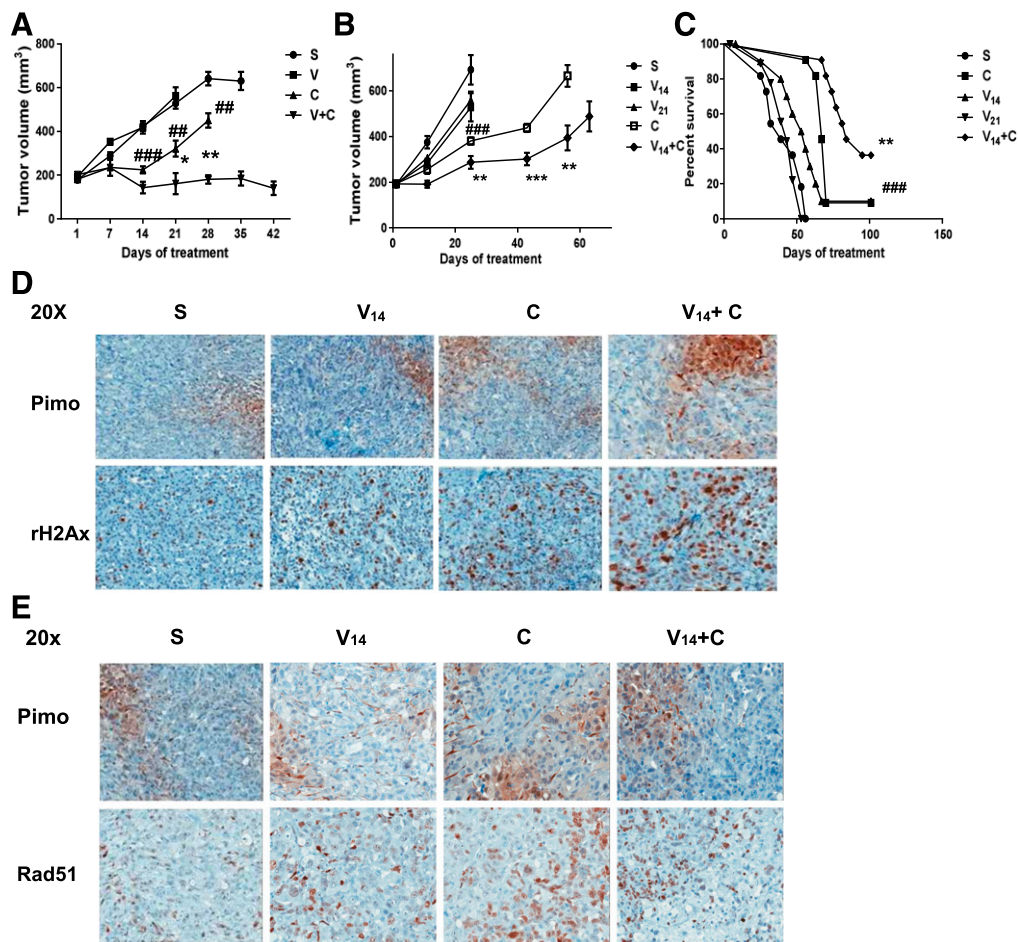 A
Tumor volume (mm³)
800
600
400
200
0
1 7 14 21 28 35 42
Days of treatment
###
##
*
##
**
S
V
C
V+C
B
Tumor volume (mm³)
600
400
200
0
0 20 40 60
Days of treatment
###
**
***
**
S
V₁₄
V₂₁
C
V₁₄+C
C
Percent survival
100
80
60
40
20
0
0 50 100 150
Days of treatment
**
###
S
C
V₁₄
V₂₁
V₁₄+C
D
20X S V₁₄ C V₁₄+ C
Pimo
rH2Ax
E
20x S V₁₄ C V₁₄+C
Pimo
Rad51